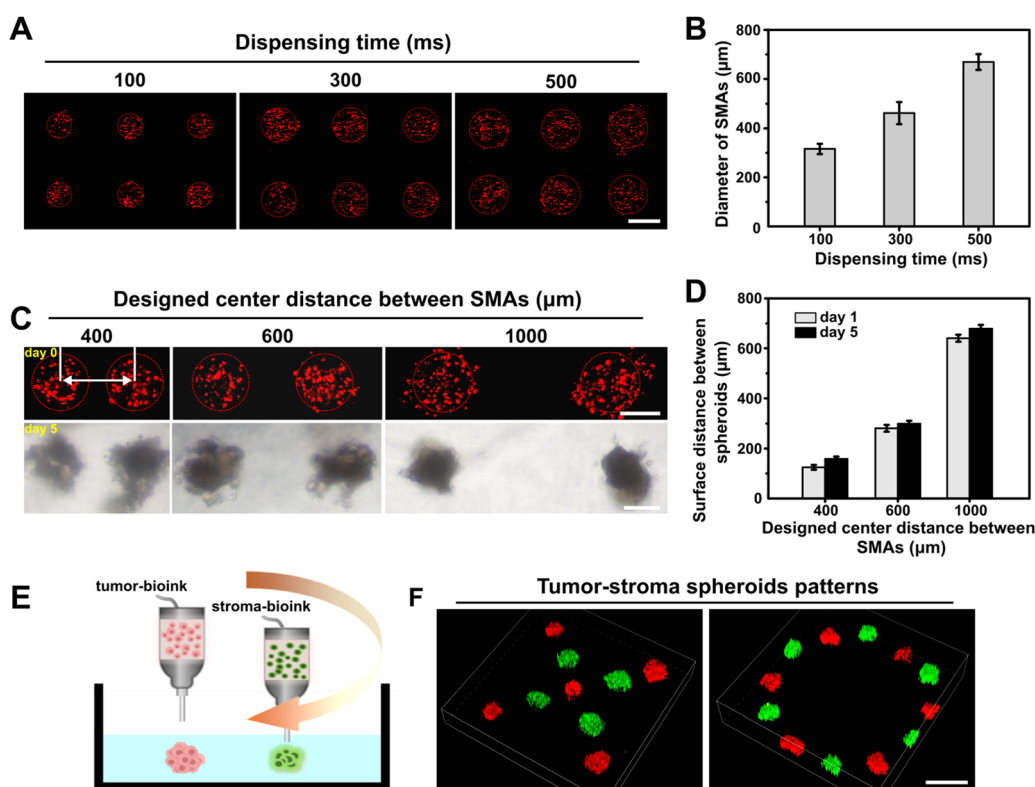 A
Dispensing time (ms)
100 300 500
B
Diameter of SMAs (μm)
800
600
400
200
0
100 300 500
Dispensing time (ms)
C
Designed center distance between SMAs (μm)
400 600 1000
day 0
day 5
D
Surface distance between
spheroids (μm)
800
600
400
200
0
day 1
day 5
400 600 1000
Designed center distance between
SMAs (μm)
E
tumor-bioink
stroma-bioink
F
Tumor-stroma spheroids patterns